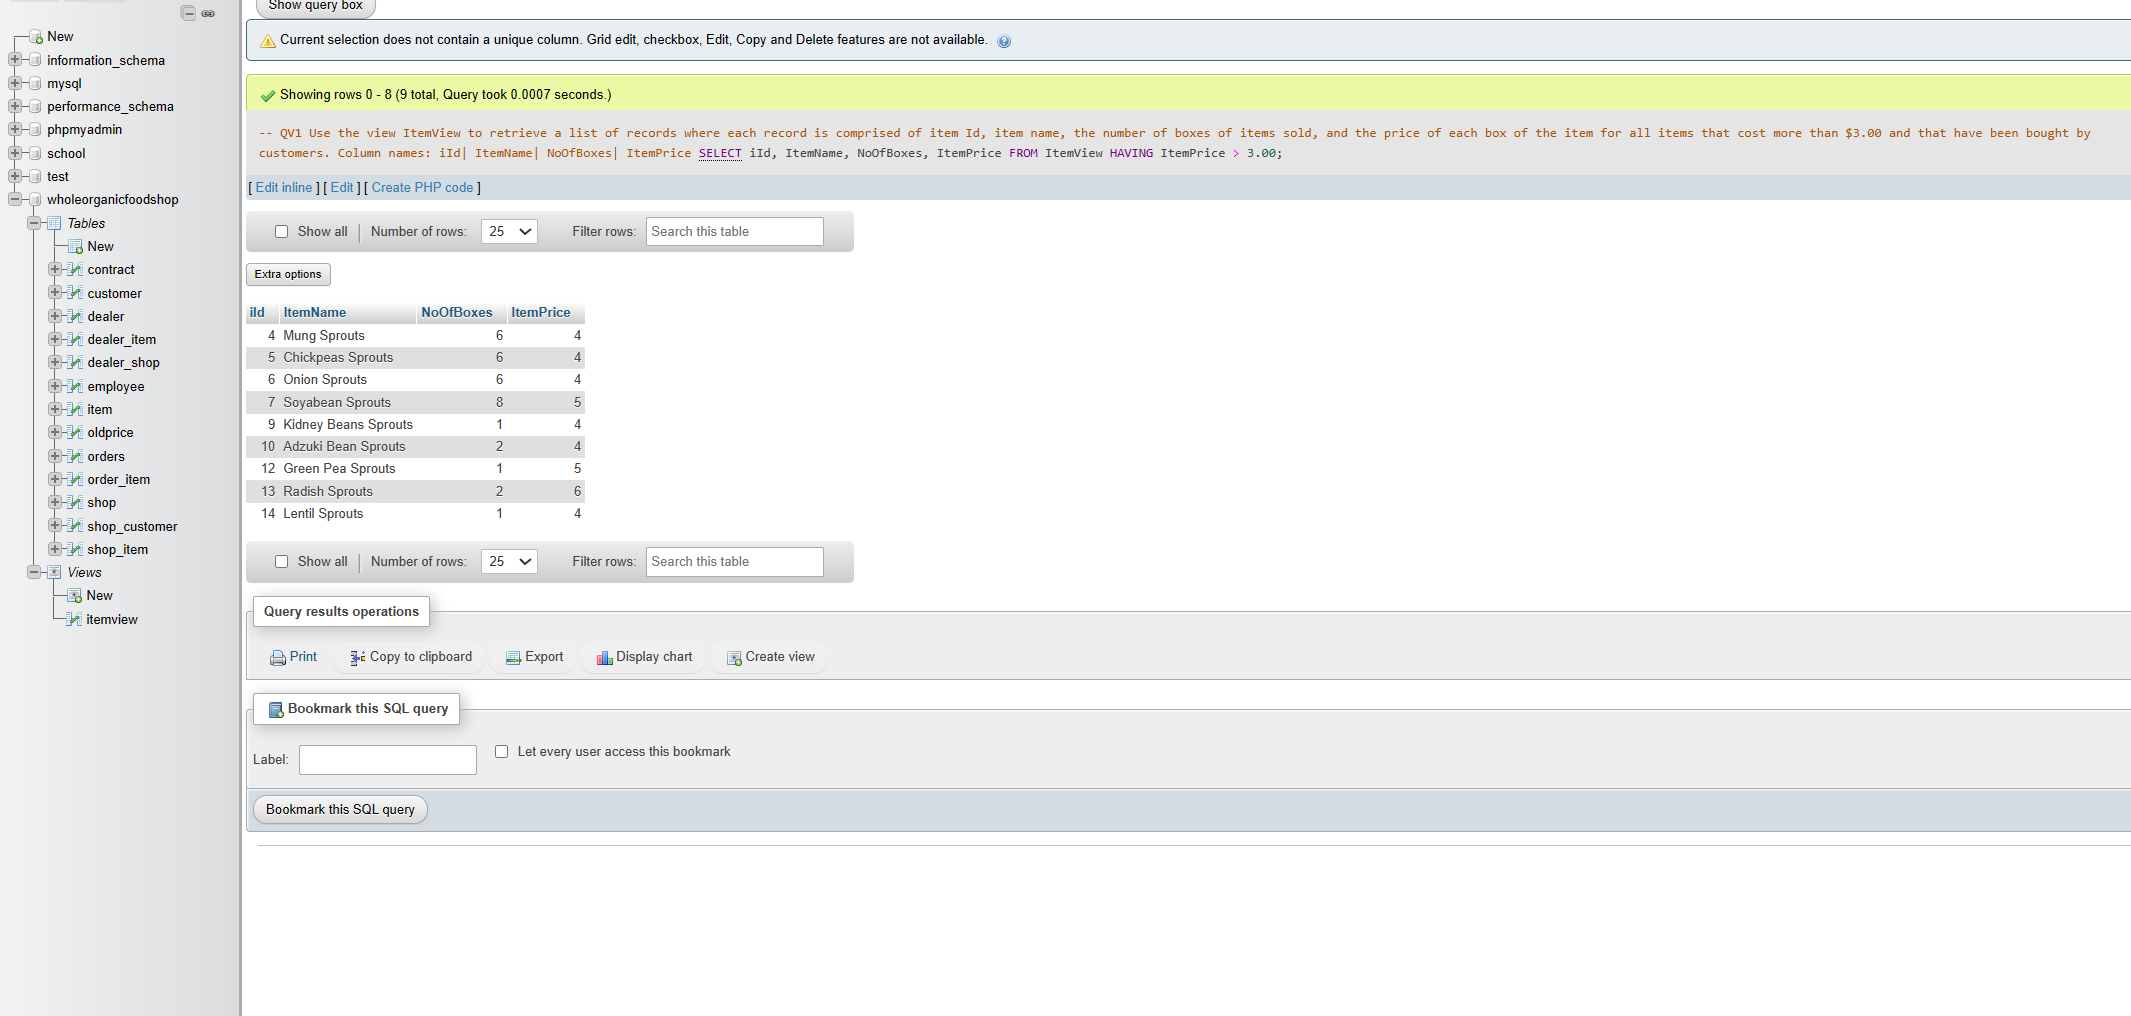 New
information_schema
mysql
performance_schema
phpmyadmin
school
test
wholeorganicfoodshop
Tables
New
contract
customer
dealer
dealer_item
dealer_shop
employee
item
oldprice
orders
order_item
shop
shop_customer
shop_item
Views
New
itemview
Show query box
Current selection does not contain a unique column. Grid edit, checkbox, Edit, Copy and Delete features are not available.
Showing rows 0 - 8 (9 total, Query took 0.0007 seconds.)
-- QV1 Use the view ItemView to retrieve a list of records where each record is comprised of item Id, item name, the number of boxes of items sold, and the price of each box of the item for all items that cost more than $3.00 and that have been bought by
customers. Column names: iId| ItemName| NoOfBoxes| ItemPrice SELECT iId, ItemName, NoOfBoxes, ItemPrice FROM ItemView HAVING ItemPrice > 3.00;
[ Edit inline ] [ Edit ] [ Create PHP code ]
Show all Number of rows: 25 Filter rows: Search this table
Extra options
iId ItemName NoOfBoxes ItemPrice
4 Mung Sprouts 6 4
5 Chickpeas Sprouts 6 4
6 Onion Sprouts 6 4
7 Soyabean Sprouts 8 5
9 Kidney Beans Sprouts 1 4
10 Adzuki Bean Sprouts 2 4
12 Green Pea Sprouts 1 5
13 Radish Sprouts 2 6
14 Lentil Sprouts 1 4
Show all Number of rows: 25 Filter rows: Search this table
Query results operations
Print Copy to clipboard Export Display chart Create view
Bookmark this SQL query
Label: Let every user access this bookmark
Bookmark this SQL query